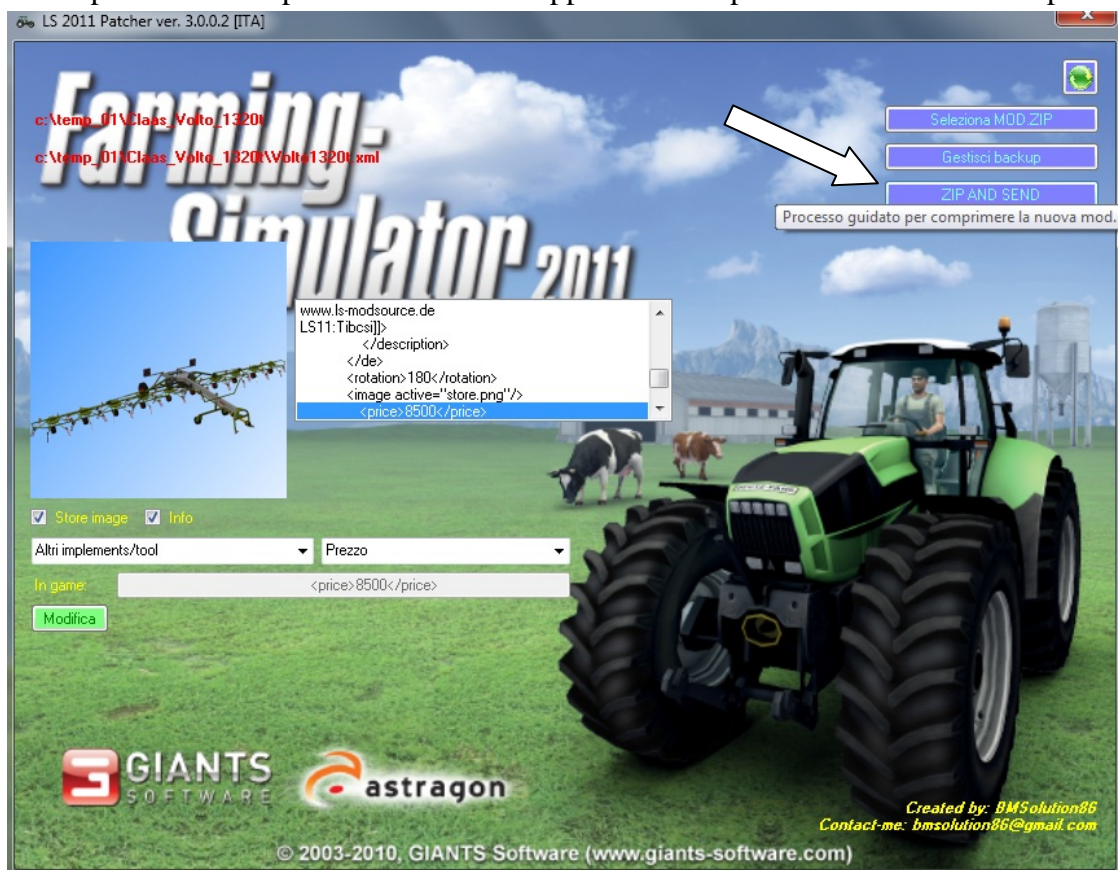 LS 2011 Patcher ver. 3.0.0.2 [ITA]
Farming-
Simulator 2011
c:\temp_01\Claas_Volto_1320t
c:\temp_01\Claas_Volto_1320t\Volto1320t.xml
Seleziona MOD.ZIP
Gestisci backup
ZIP AND SEND
Processo guidato per comprimere la nuova mod.
www.ls-modsource.de
LS11:Tibcsi]]>
</description>
</de>
<rotation>180</rotation>
<image active="store.png"/>
<price>8500</price>
Store image
Info
Altri implements/tool
Prezzo
In game:
<price>8500</price>
Modifica
GIANTS
SOFTWARE
astragon
Created by: BMSolution86
Contact-me: bmsolution86@gmail.com
© 2003-2010, GIANTS Software (www.giants-software.com)